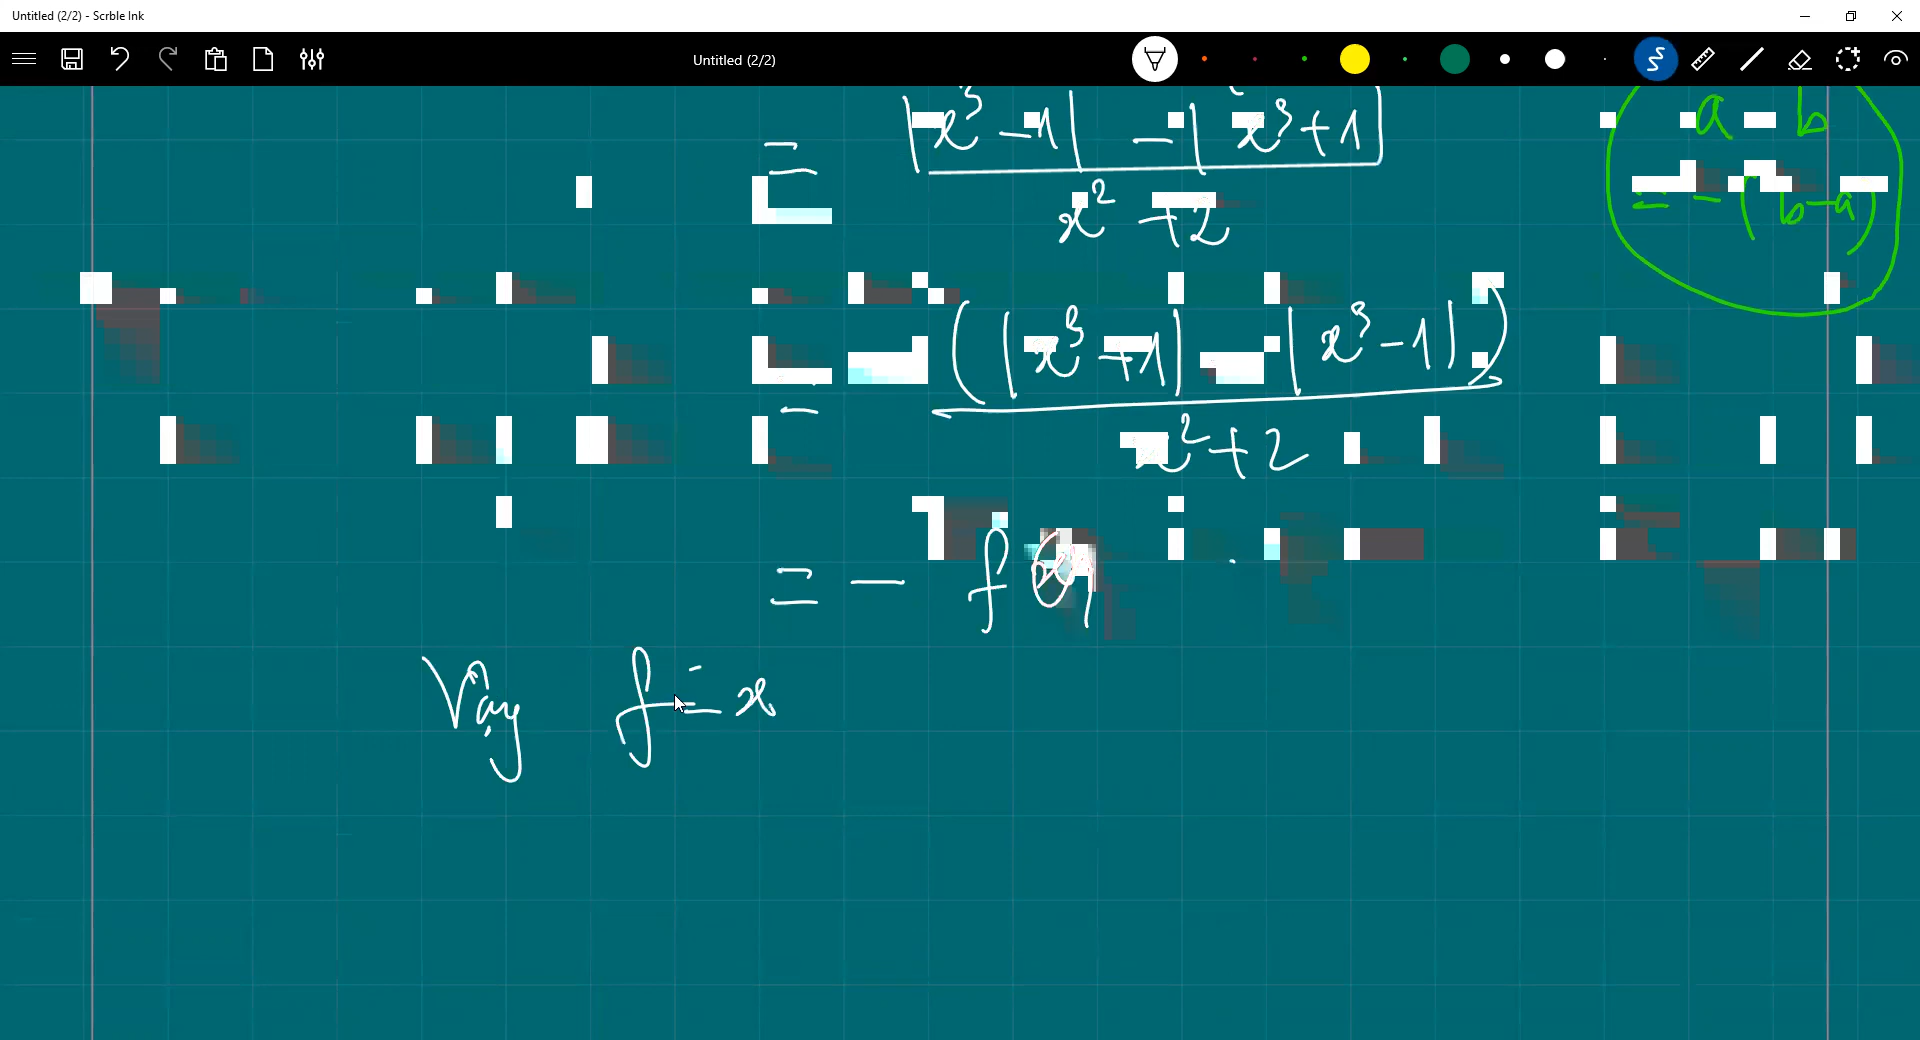 Untitled (2/2) - Scrble Ink
Untitled (2/2)
= |x³ - 1| - |x³ + 1|
x² + 2
a b
= - (b - a)
= (|x³ + 1| - |x³ - 1|)
x² + 2
= - f(x)
Vậy f
x